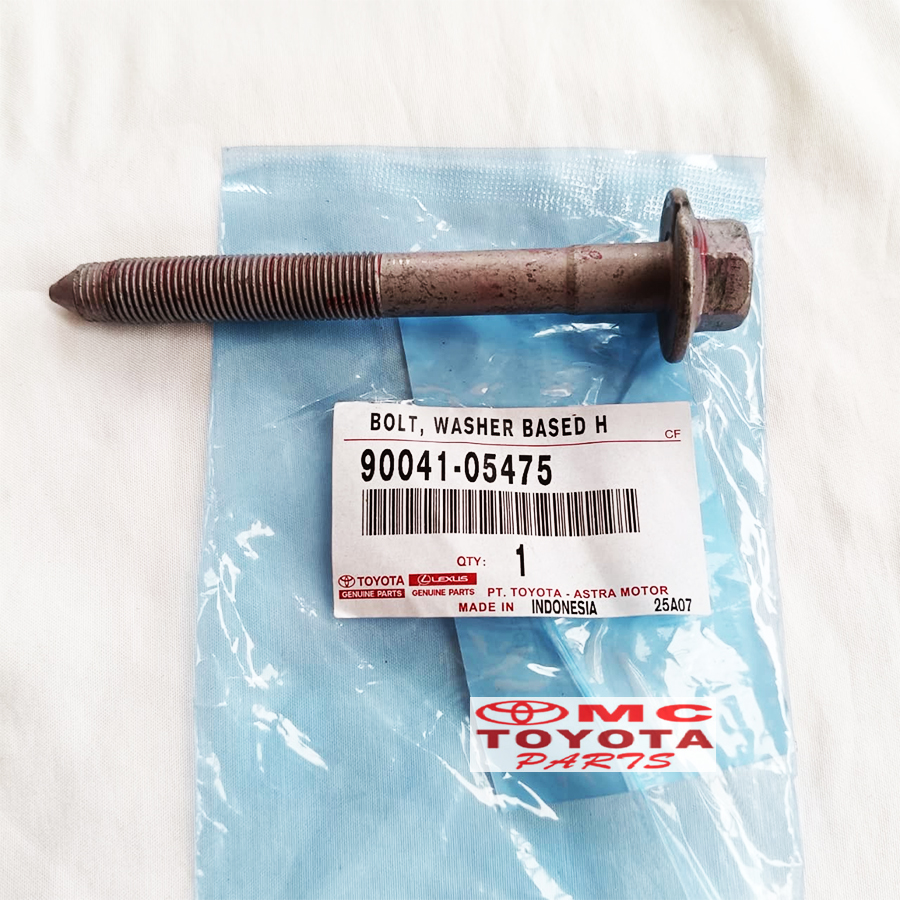 BOLT, WASHER BASED H
CF
90041-05475
QTY: 1
TOYOTA LEXUS
GENUINE PARTS GENUINE PARTS PT. TOYOTA - ASTRA MOTOR
MADE IN INDONESIA 25A07
MC
TOYOTA
PARTS